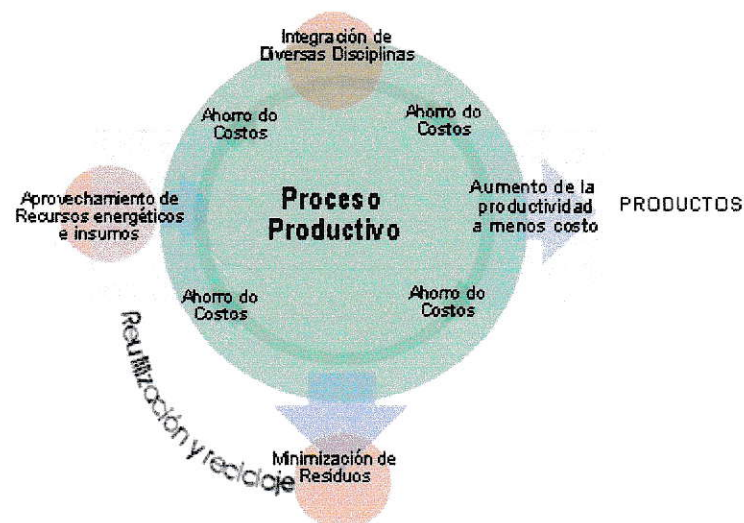 Integración de
Diversas Disciplinas
Ahorro do
Costos
Ahorro do
Costos
Aprovechamiento de
Recursos energéticos
e insumos
Proceso
Productivo
Aumento de la
productividad
a menos costo
PRODUCTOS
Ahorro do
Costos
Ahorro do
Costos
Reutilización y reciclaje
Minimización de
Residuos